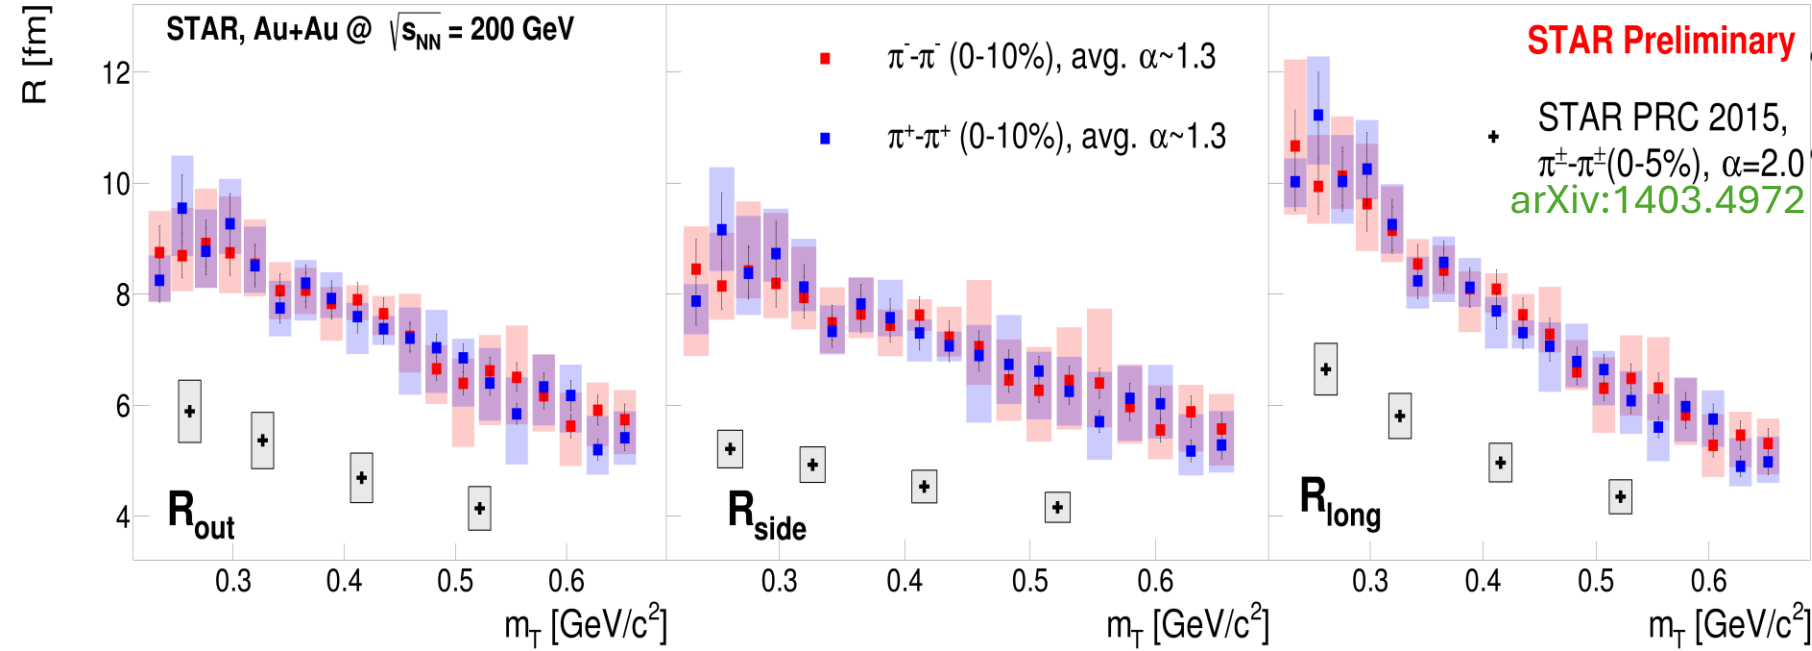 R [fm]
12
10
8
6
4
STAR, Au+Au @ √sNN = 200 GeV
Rout
0.3 0.4 0.5 0.6
mT [GeV/c2]
π--π- (0-10%), avg. α~1.3
π+-π+ (0-10%), avg. α~1.3
Rside
0.3 0.4 0.5 0.6
mT [GeV/c2]
STAR Preliminary
STAR PRC 2015,
π±-π±(0-5%), α=2.0
arXiv:1403.4972
Rlong
0.3 0.4 0.5 0.6
mT [GeV/c2]